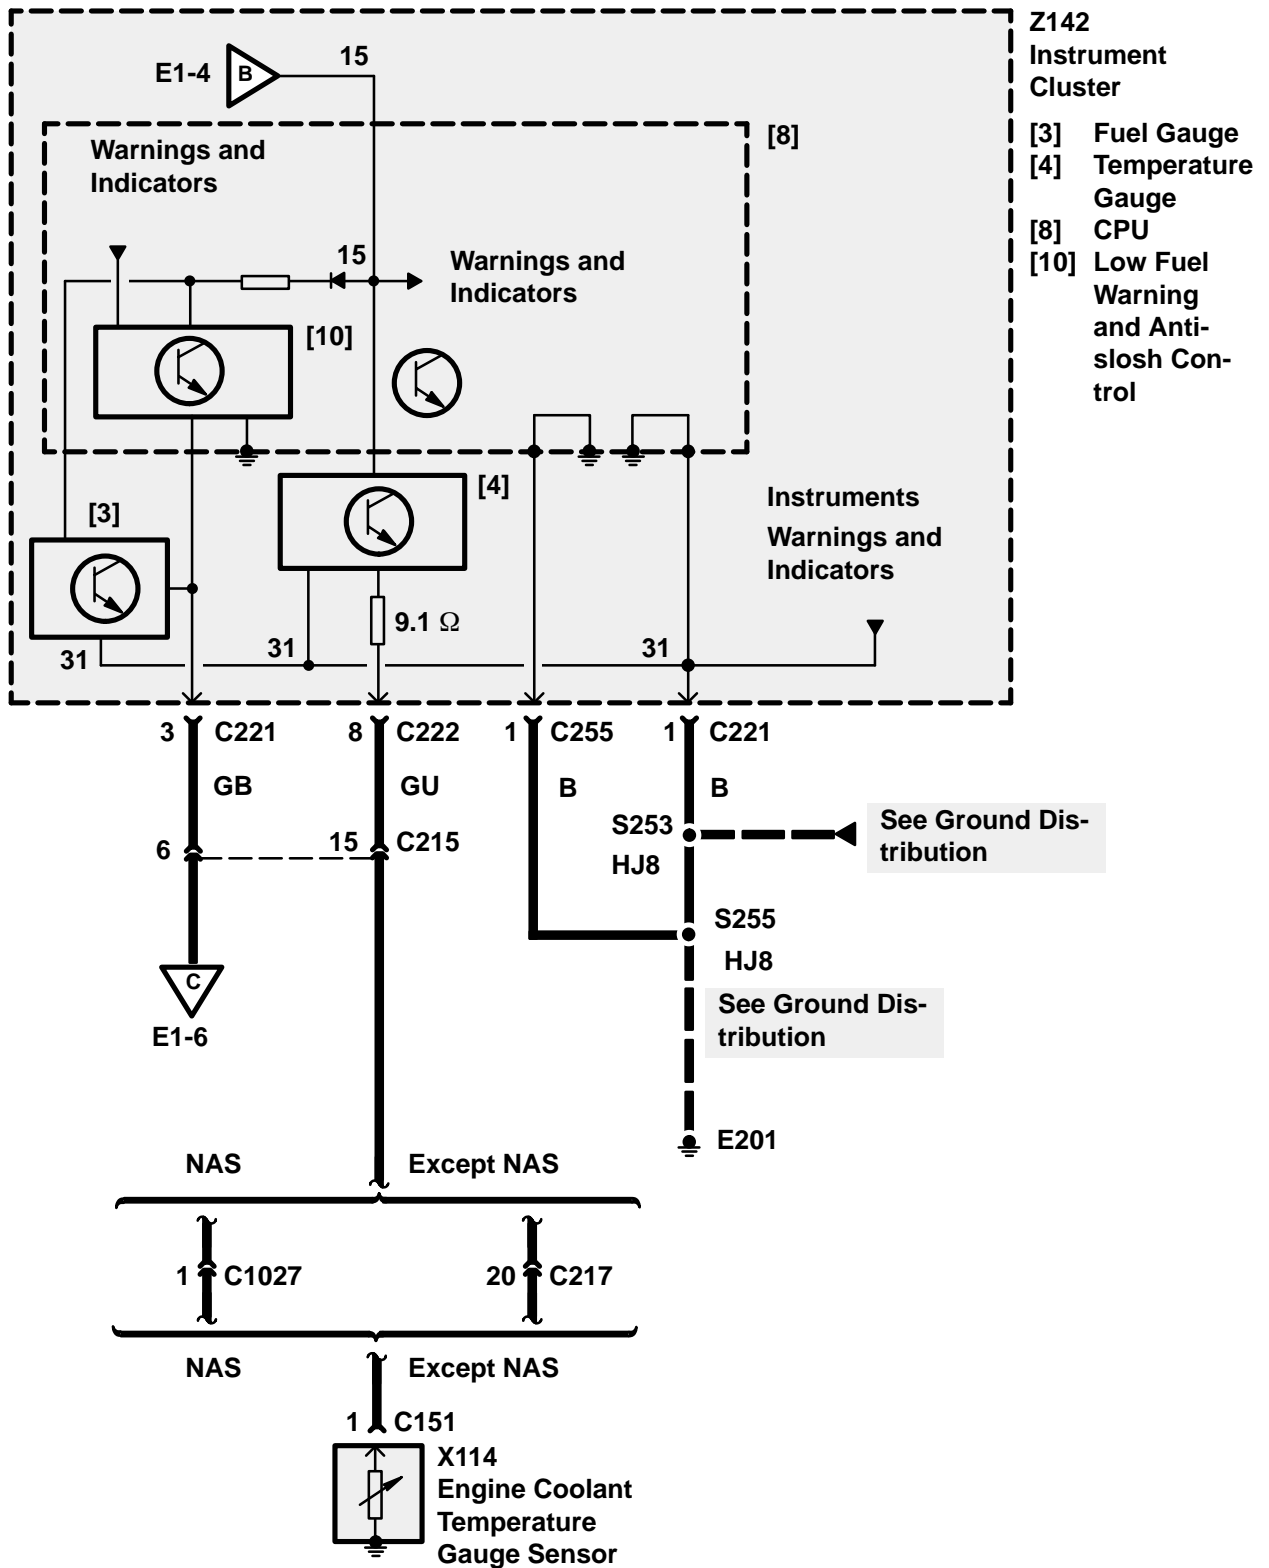 Z142
Instrument
Cluster
[3] Fuel Gauge
[4] Temperature
Gauge
[8] CPU
[10] Low Fuel
Warning
and Anti-
slosh Con-
trol
E1-4
B
15
[8]
Warnings and
Indicators
15
Warnings and
Indicators
[10]
[4]
[3]
Instruments
Warnings and
Indicators
9.1 Ω
31
31
31
3 C221
8 C222
1 C255
1 C221
GB
GU
B
B
6
15 C215
S253
HJ8
See Ground Dis-
tribution
S255
HJ8
C
E1-6
See Ground Dis-
tribution
E201
NAS
Except NAS
1 C1027
20 C217
NAS
Except NAS
1 C151
X114
Engine Coolant
Temperature
Gauge Sensor